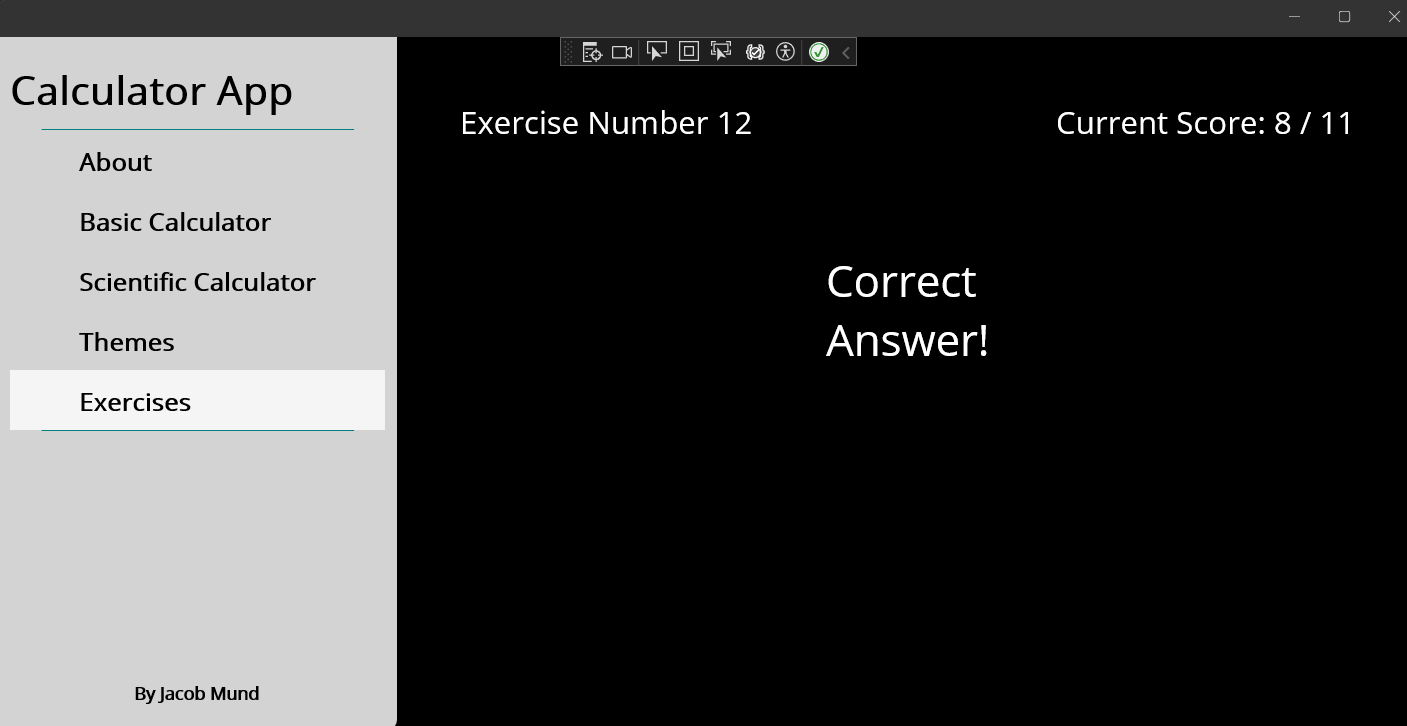 Calculator App
About
Basic Calculator
Scientific Calculator
Themes
Exercises
By Jacob Mund
Exercise Number 12
Current Score: 8 / 11
Correct
Answer!